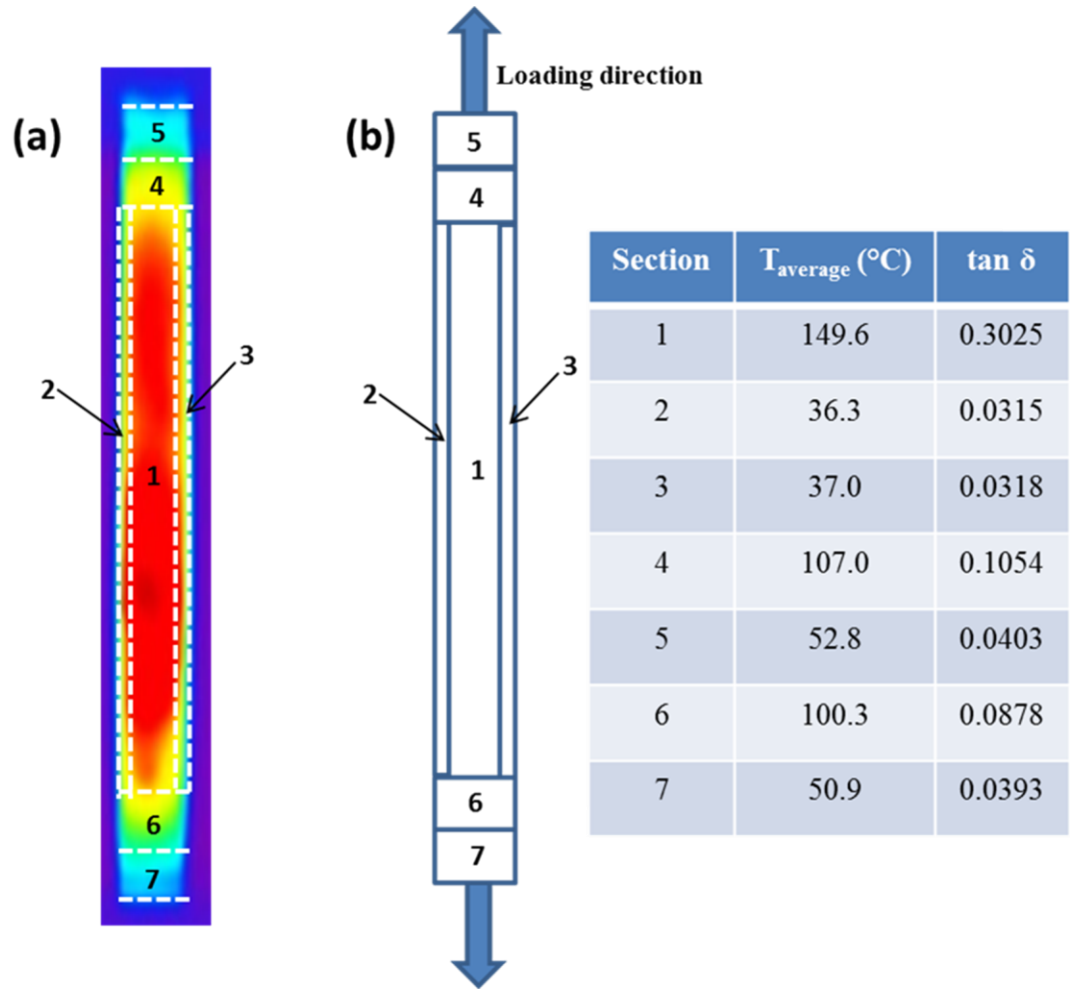 (a)
5
4
3
2
1
6
7
(b)
Loading direction
5
4
3
2
1
6
7
Section T_average (°C) tan δ
1 149.6 0.3025
2 36.3 0.0315
3 37.0 0.0318
4 107.0 0.1054
5 52.8 0.0403
6 100.3 0.0878
7 50.9 0.0393